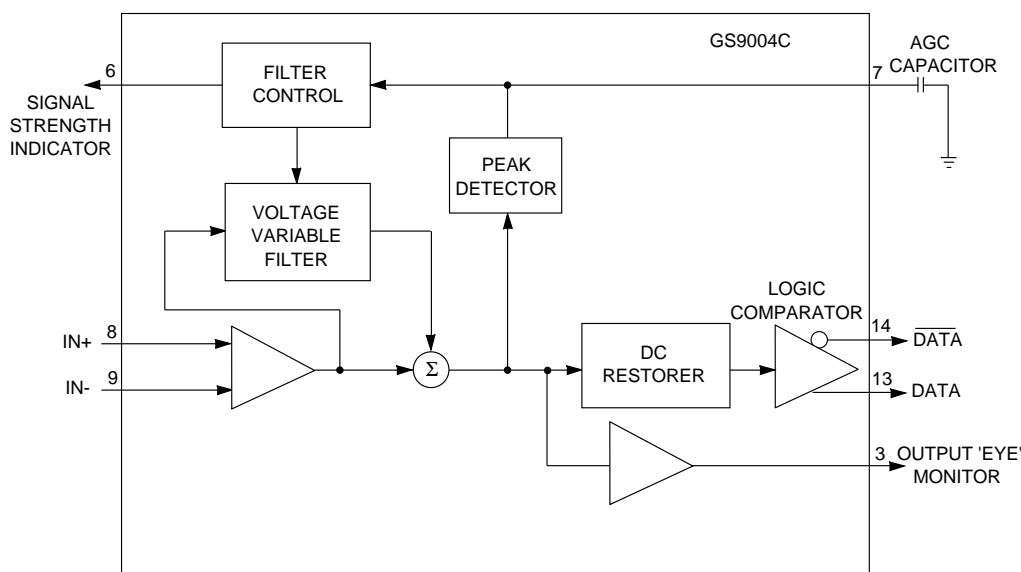 GS9004C
AGC
CAPACITOR
6
7
FILTER
CONTROL
SIGNAL
STRENGTH
INDICATOR
PEAK
DETECTOR
VOLTAGE
VARIABLE
FILTER
LOGIC
COMPARATOR
IN+
8
IN-
9
Σ
DC
RESTORER
14
DATA
13
DATA
3
OUTPUT 'EYE'
MONITOR